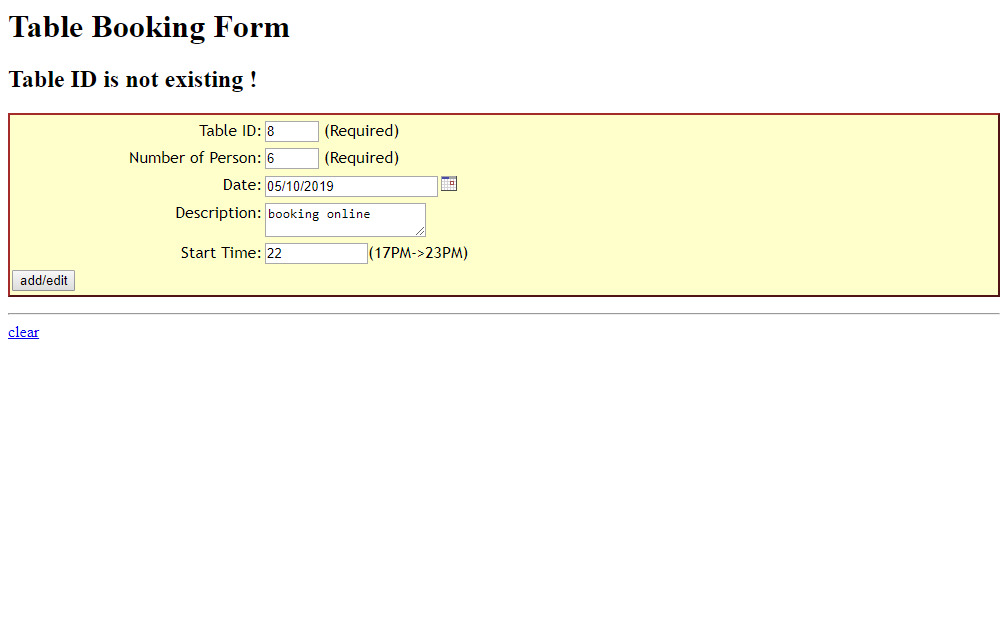 Table Booking Form
Table ID is not existing !
Table ID: 8 (Required)
Number of Person: 6 (Required)
Date: 05/10/2019
Description: booking online
Start Time: 22 (17PM->23PM)
add/edit
clear